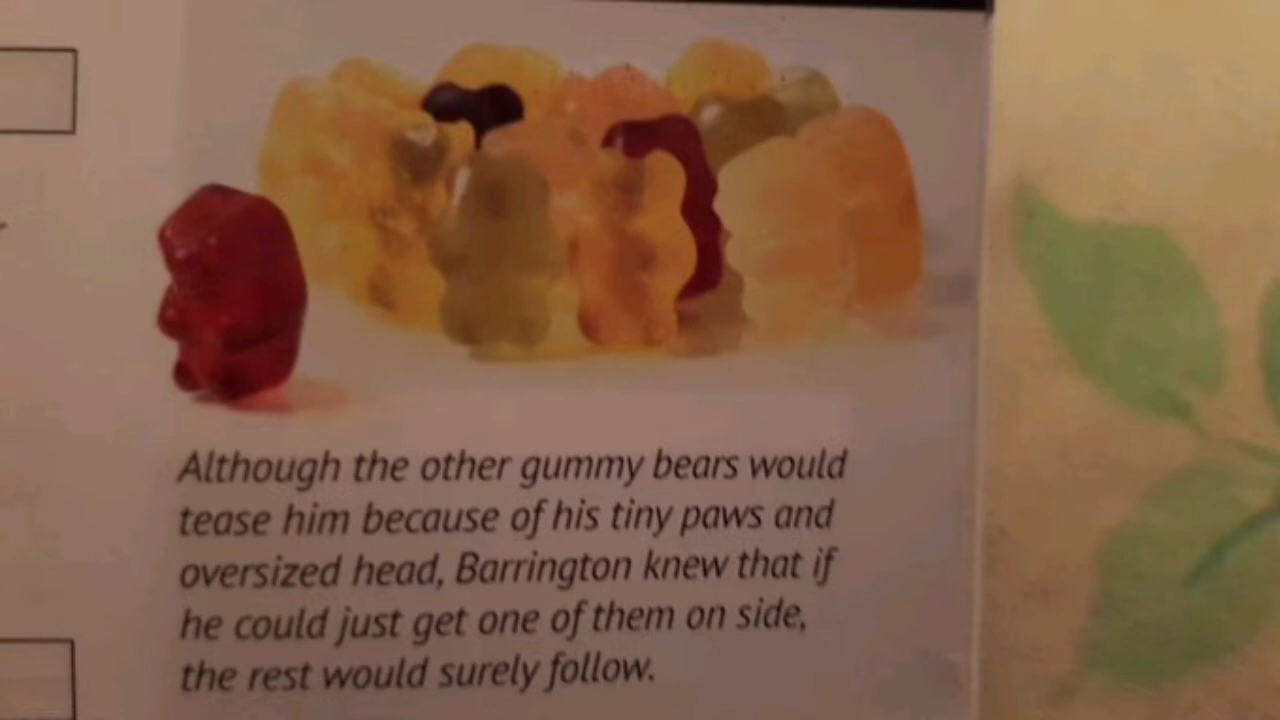 Although the other gummy bears would
tease him because of his tiny paws and
oversized head, Barrington knew that if
he could just get one of them on side,
the rest would surely follow.